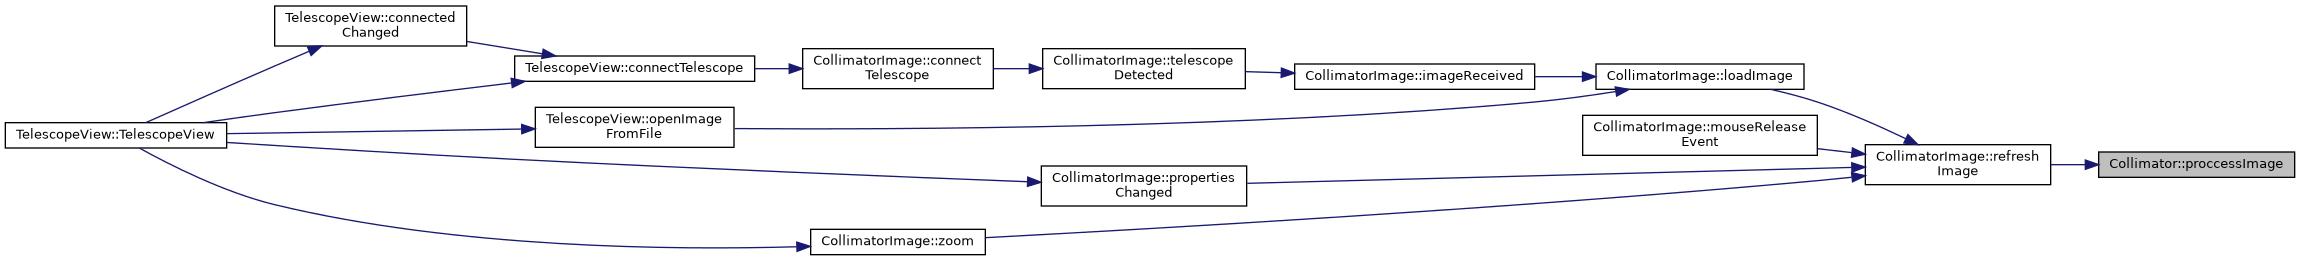 TelescopeView::connected
Changed
TelescopeView::connectTelescope
CollimatorImage::connect
Telescope
CollimatorImage::telescope
Detected
CollimatorImage::imageReceived
CollimatorImage::loadImage
TelescopeView::TelescopeView
TelescopeView::openImage
FromFile
CollimatorImage::mouseRelease
Event
CollimatorImage::refresh
Image
Collimator::proccessImage
CollimatorImage::properties
Changed
CollimatorImage::zoom